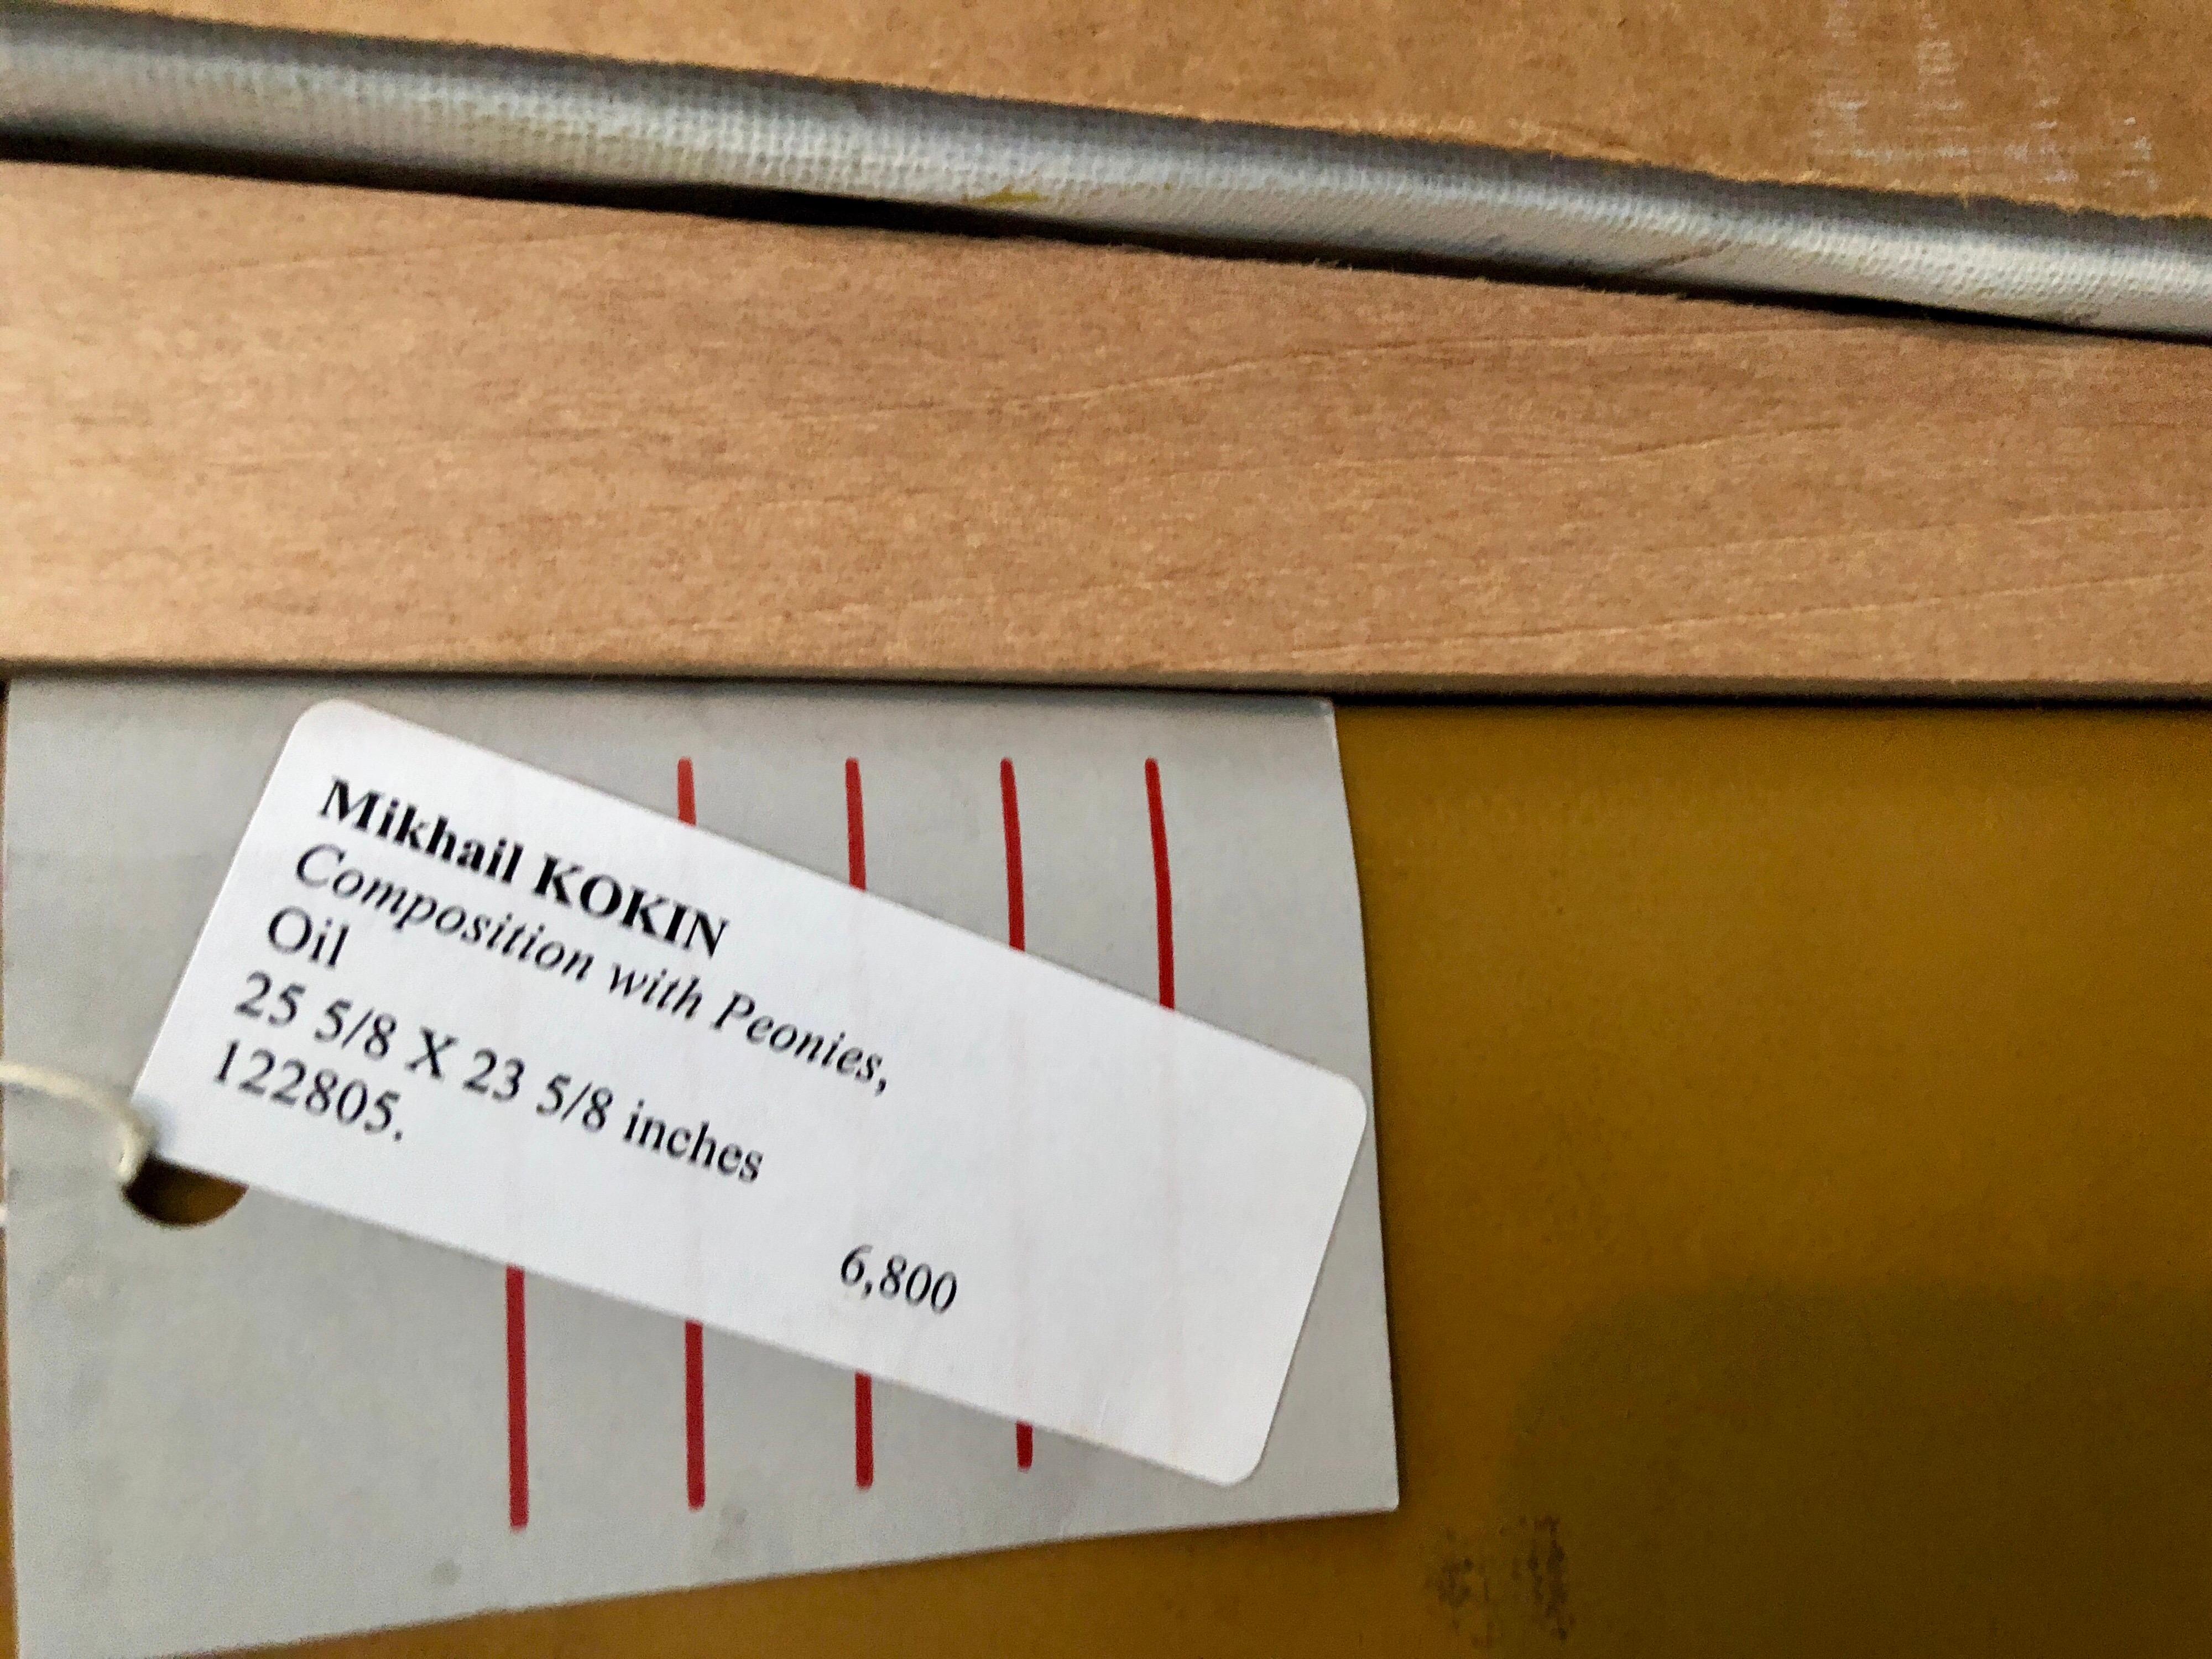 Mikhail KOKIN
Composition with Peonies,
Oil
25 5/8 X 23 5/8 inches
122805.
6,800